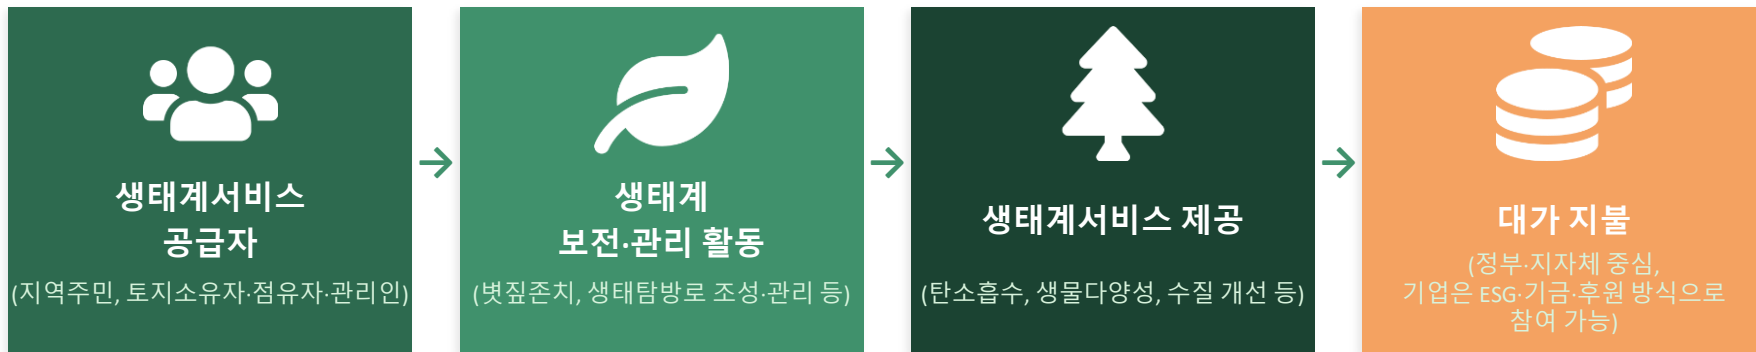 생태계서비스
공급자
(지역주민, 토지소유자·점유자·관리인)
생태계
보전·관리 활동
(볏짚존치, 생태탐방로 조성·관리 등)
생태계서비스 제공
(탄소흡수, 생물다양성, 수질 개선 등)
대가 지불
(정부·지자체 중심,
기업은 ESG·기금·후원 방식으로
참여 가능)